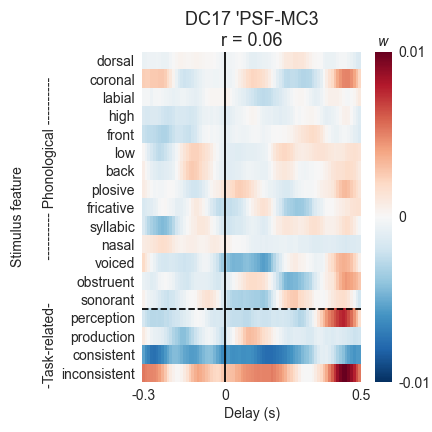 DC17 'PSF-MC3
r = 0.06
w
dorsal
coronal
labial
high
front
low
back
plosive
fricative
syllabic
nasal
voiced
obstruent
sonorant
perception
production
consistent
inconsistent
Stimulus feature
---------- Phonological ----------
-Task-related-
-0.3
0
0.5
Delay (s)
0.01
0
-0.01